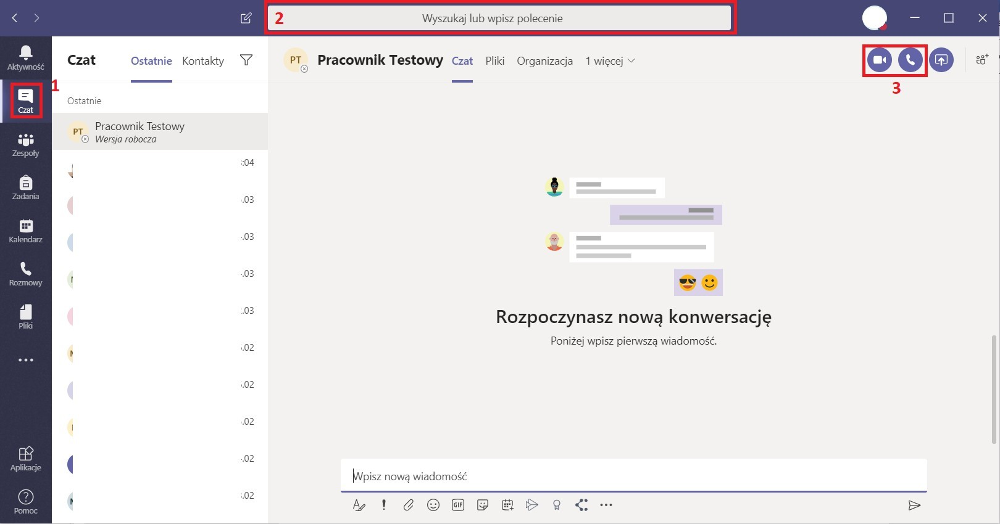 2 Wyszukaj lub wpisz polecenie
Aktywność
1
Czat
Zespoły
Zadania
Kalendarz
Rozmowy
Pliki
Aplikacje
Pomoc
Czat Ostatnie Kontakty
Ostatnie
PT Pracownik Testowy
Wersja robocza
:04
.03
.03
.03
.03
.02
.02
.02
.02
.02
PT Pracownik Testowy Czat Pliki Organizacja 1 więcej
3
Rozpoczynasz nową konwersację
Poniżej wpisz pierwszą wiadomość.
Wpisz nową wiadomość
GIF